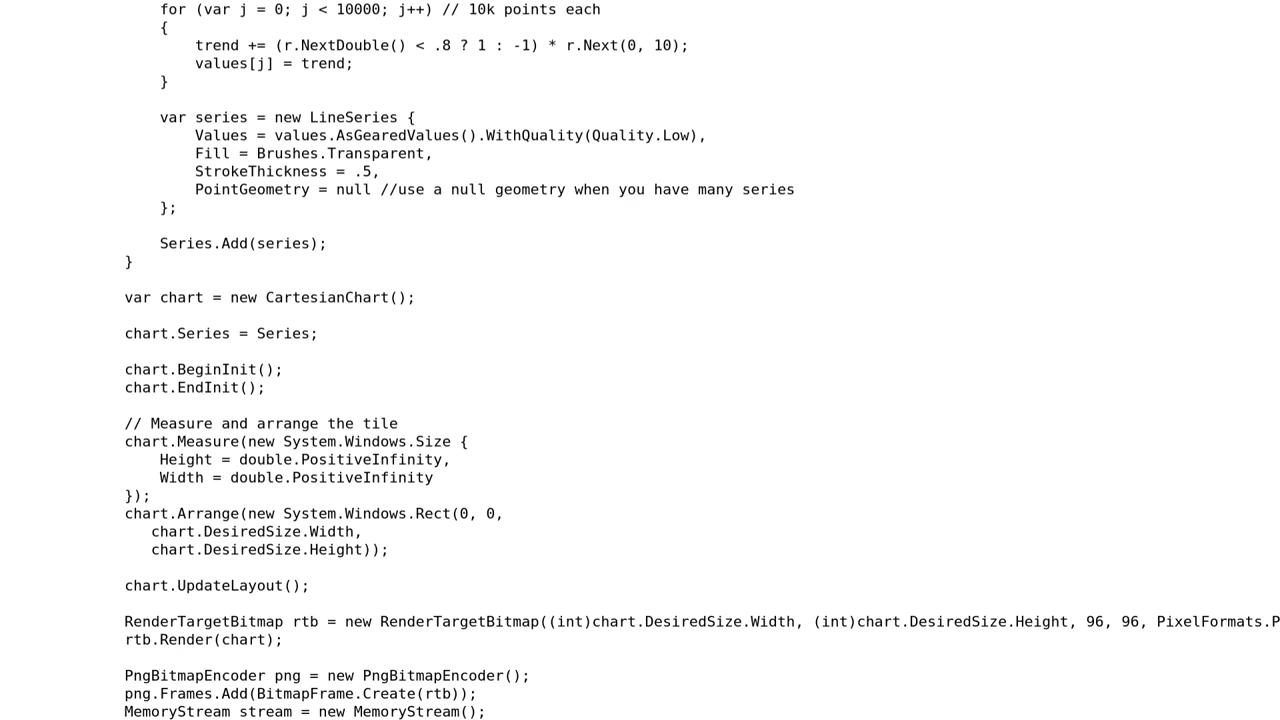 for (var j = 0; j < 10000; j++) // 10k points each
{
trend += (r.NextDouble() < .8 ? 1 : -1) * r.Next(0, 10);
values[j] = trend;
}
var series = new LineSeries {
Values = values.AsGearedValues().WithQuality(Quality.Low),
Fill = Brushes.Transparent,
StrokeThickness = .5,
PointGeometry = null //use a null geometry when you have many series
};
Series.Add(series);
}
var chart = new CartesianChart();
chart.Series = Series;
chart.BeginInit();
chart.EndInit();
// Measure and arrange the tile
chart.Measure(new System.Windows.Size {
Height = double.PositiveInfinity,
Width = double.PositiveInfinity
});
chart.Arrange(new System.Windows.Rect(0, 0,
chart.DesiredSize.Width,
chart.DesiredSize.Height));
chart.UpdateLayout();
RenderTargetBitmap rtb = new RenderTargetBitmap((int)chart.DesiredSize.Width, (int)chart.DesiredSize.Height, 96, 96, PixelFormats.P
rtb.Render(chart);
PngBitmapEncoder png = new PngBitmapEncoder();
png.Frames.Add(BitmapFrame.Create(rtb));
MemoryStream stream = new MemoryStream();